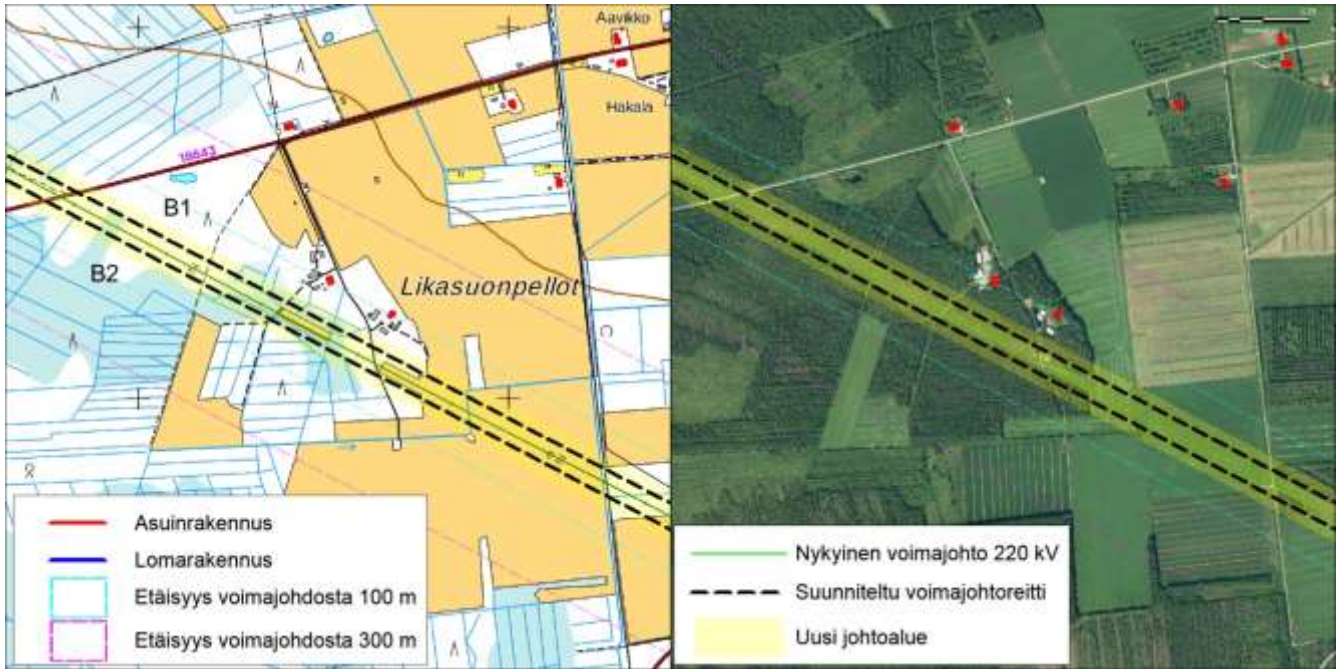 Aavikko
Hakala
18643
B1
B2
Likasuonpellot
Asuinrakennus
Lomarakennus
Etäisyys voimajohdosta 100 m
Etäisyys voimajohdosta 300 m
Nykyinen voimajohto 220 kV
Suunniteltu voimajohtoreitti
Uusi johtoalue